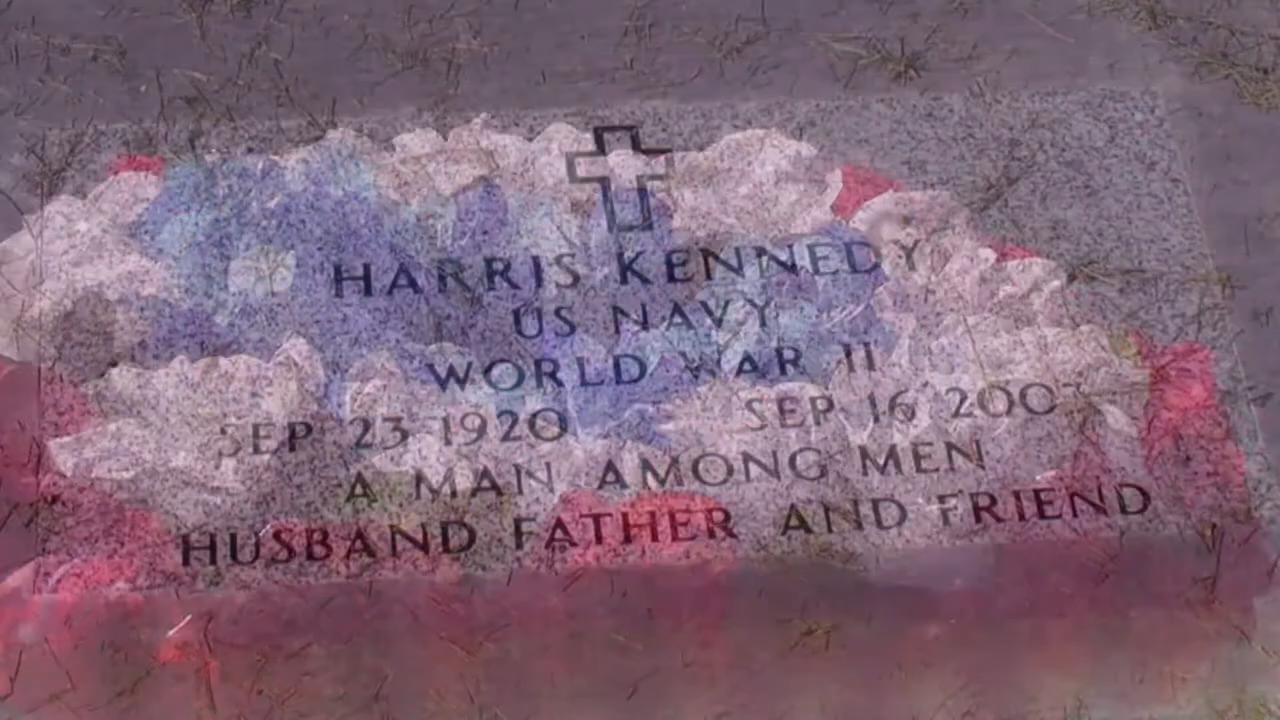 HARRIS KENNEDY
US NAVY
WORLD WAR II
SEP 23 1920 SEP 16
A MAN AMONG MEN
HUSBAND FATHER AND FRIEND